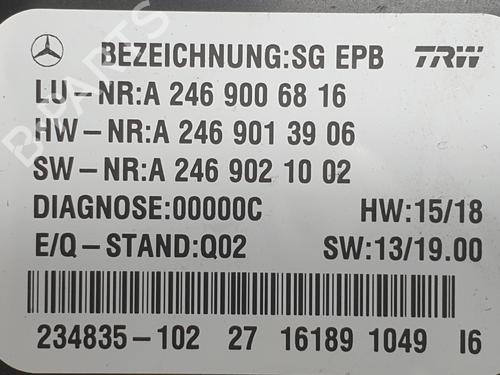 BEZEICHNUNG:SG EPB TRW
LU-NR:A 246 900 68 16
HW-NR:A 246 901 39 06
SW-NR:A 246 902 10 02
DIAGNOSE:00000C HW:15/18
E/Q-STAND:Q02 SW:13/19.00
234835-102 27 16189 1049 I6